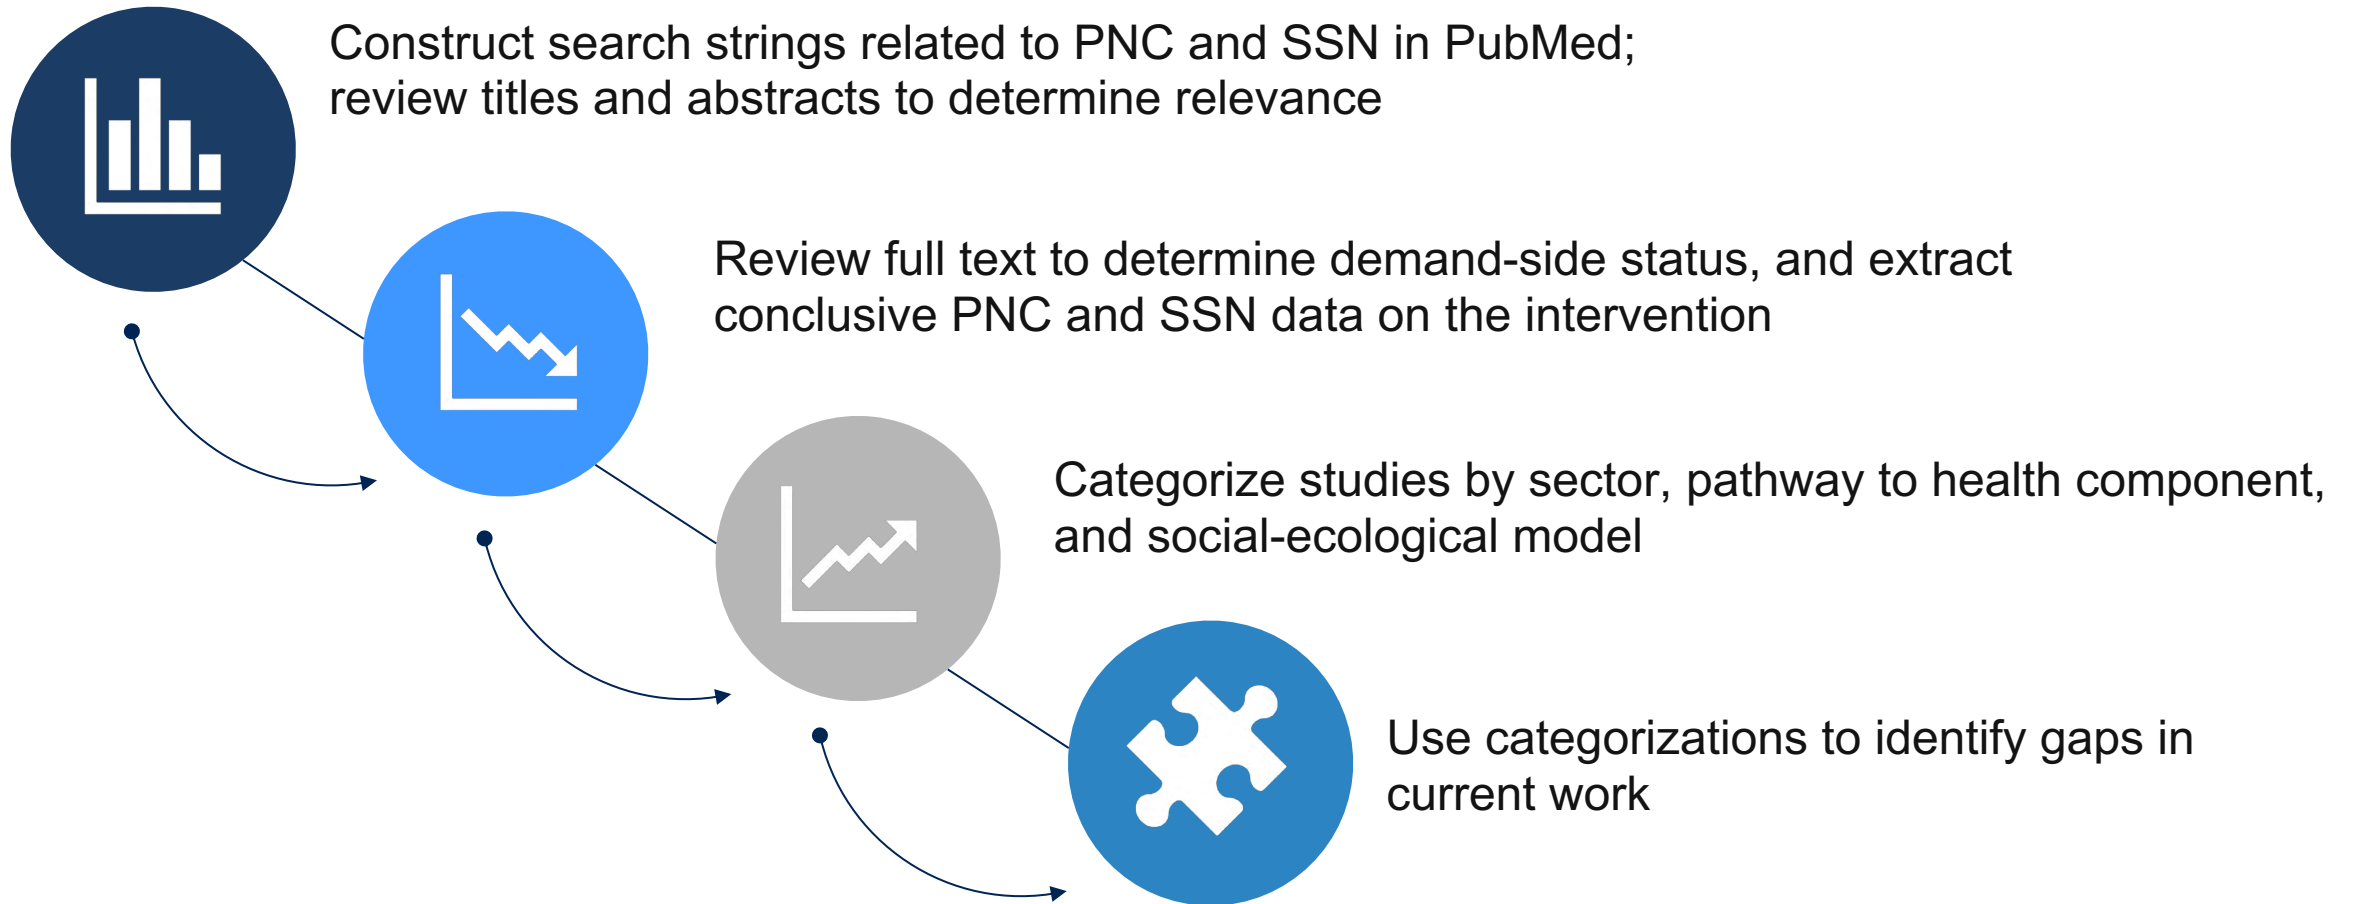 Construct search strings related to PNC and SSN in PubMed;
review titles and abstracts to determine relevance
Review full text to determine demand-side status, and extract
conclusive PNC and SSN data on the intervention
Categorize studies by sector, pathway to health component,
and social-ecological model
Use categorizations to identify gaps in
current work